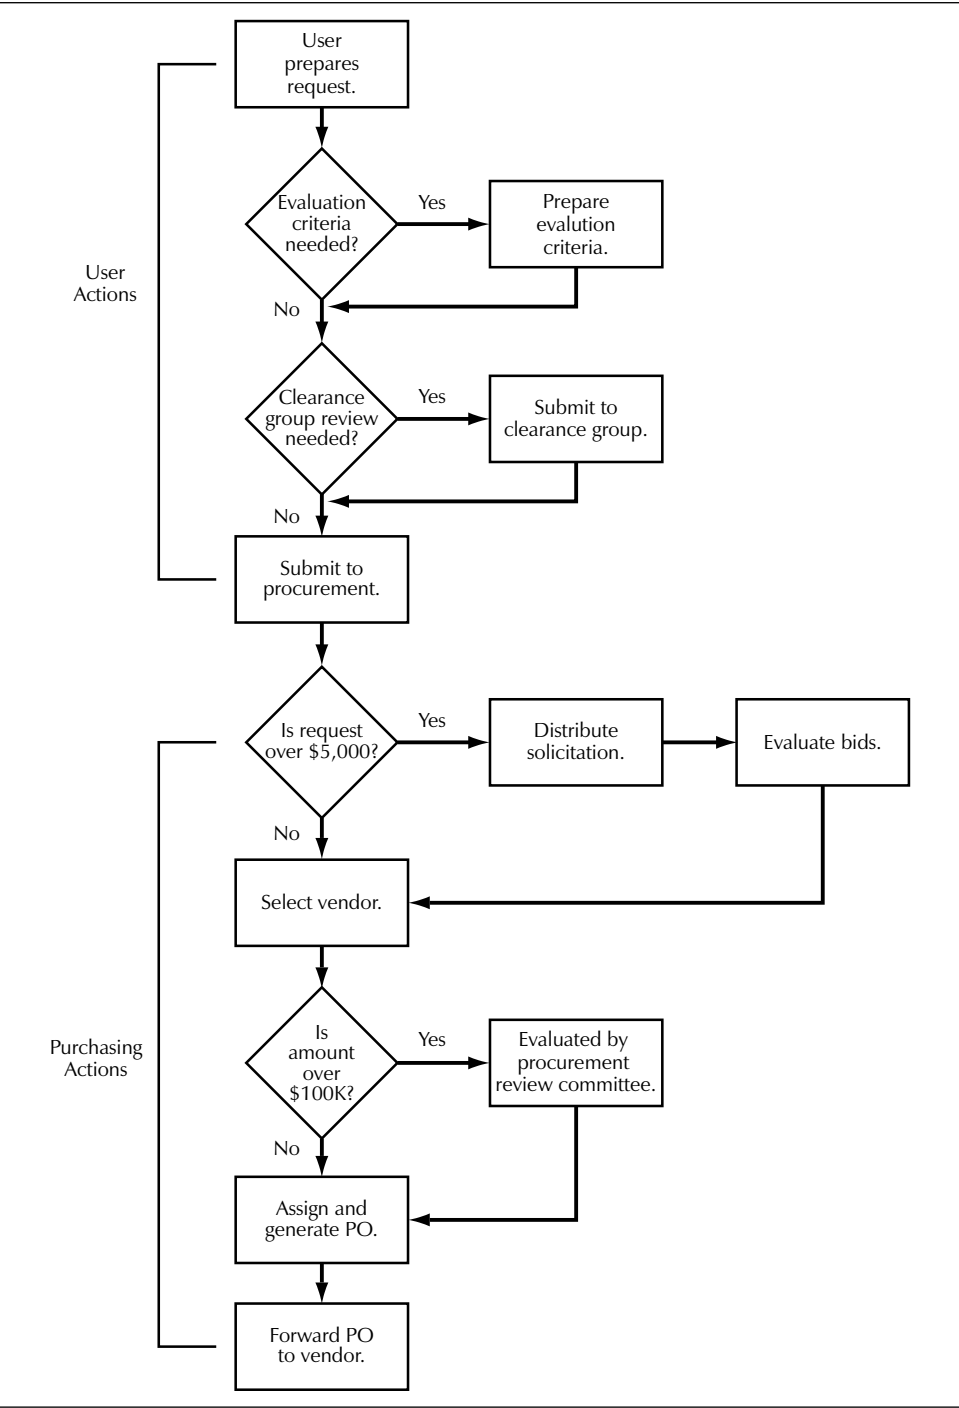 User
prepares
request.
Evaluation
criteria
needed?
Yes
Prepare
evalution
criteria.
User
Actions
No
Clearance
group review
needed?
Yes
Submit to
clearance group.
No
Submit to
procurement.
Is request
over $5,000?
Yes
Distribute
solicitation.
Evaluate bids.
No
Select vendor.
Purchasing
Actions
Is
amount
over
$100K?
Yes
Evaluated by
procurement
review committee.
No
Assign and
generate PO.
Forward PO
to vendor.